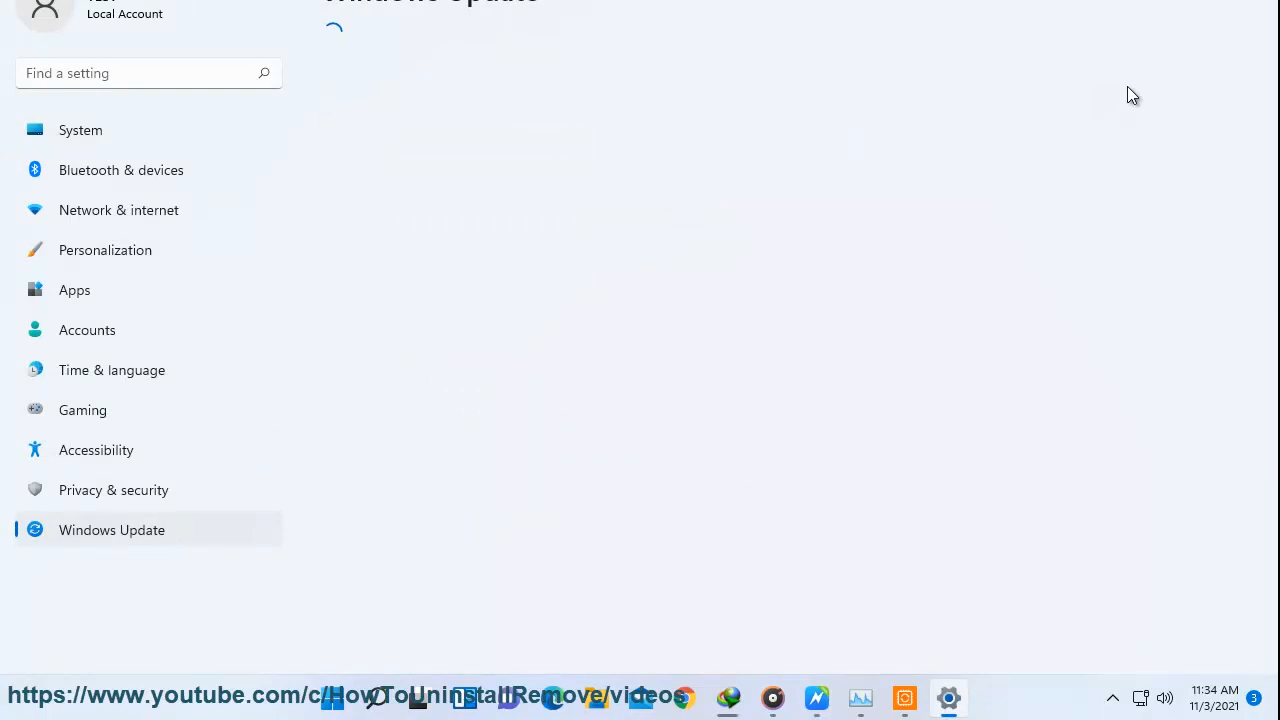 Local Account
Windows Update
Find a setting
System
Bluetooth & devices
Network & internet
Personalization
Apps
Accounts
Time & language
Gaming
Accessibility
Privacy & security
Windows Update
https://www.youtube.com/c/HowToUninstallRemove/videos
11:34 AM
11/3/2021
3